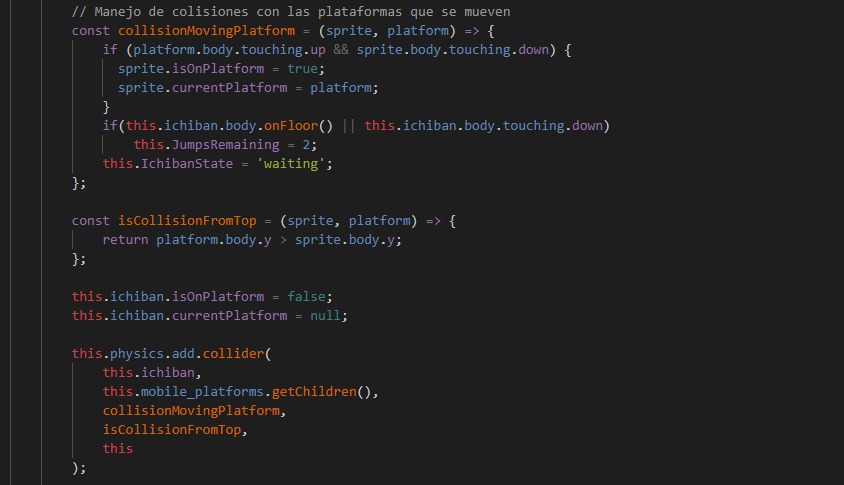 // Manejo de colisiones con las plataformas que se mueven
const collisionMovingPlatform = (sprite, platform) => {
if (platform.body.touching.up && sprite.body.touching.down) {
sprite.isOnPlatform = true;
sprite.currentPlatform = platform;
}
if(this.ichiban.body.onFloor() || this.ichiban.body.touching.down)
this.JumpsRemaining = 2;
this.IchibanState = 'waiting';
};
const isCollisionFromTop = (sprite, platform) => {
return platform.body.y > sprite.body.y;
};
this.ichiban.isOnPlatform = false;
this.ichiban.currentPlatform = null;
this.physics.add.collider(
this.ichiban,
this.mobile_platforms.getChildren(),
collisionMovingPlatform,
isCollisionFromTop,
this
);